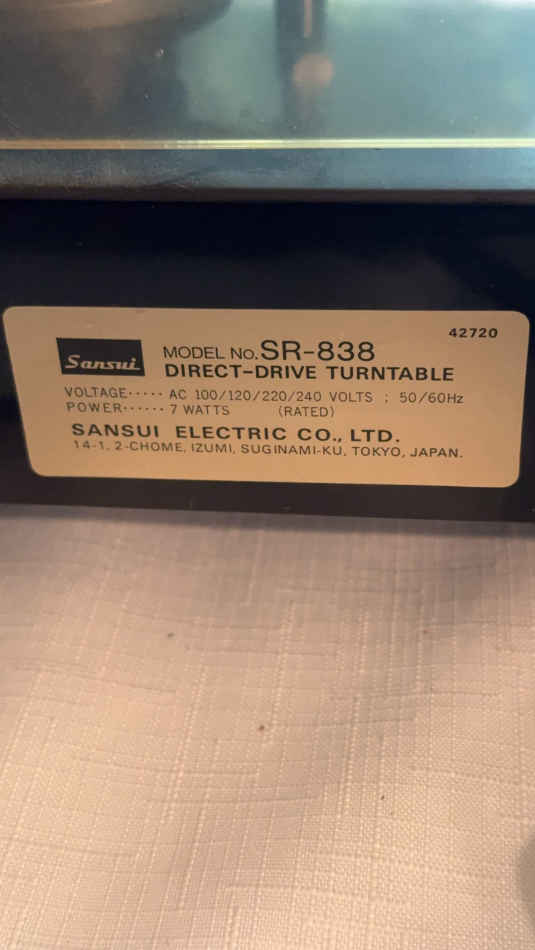 42720
Sansui MODEL No. SR-838
DIRECT-DRIVE TURNTABLE
VOLTAGE····· AC 100/120/220/240 VOLTS ; 50/60Hz
POWER······ 7 WATTS (RATED)
SANSUI ELECTRIC CO., LTD.
14-1, 2-CHOME, IZUMI, SUGINAMI-KU, TOKYO, JAPAN.